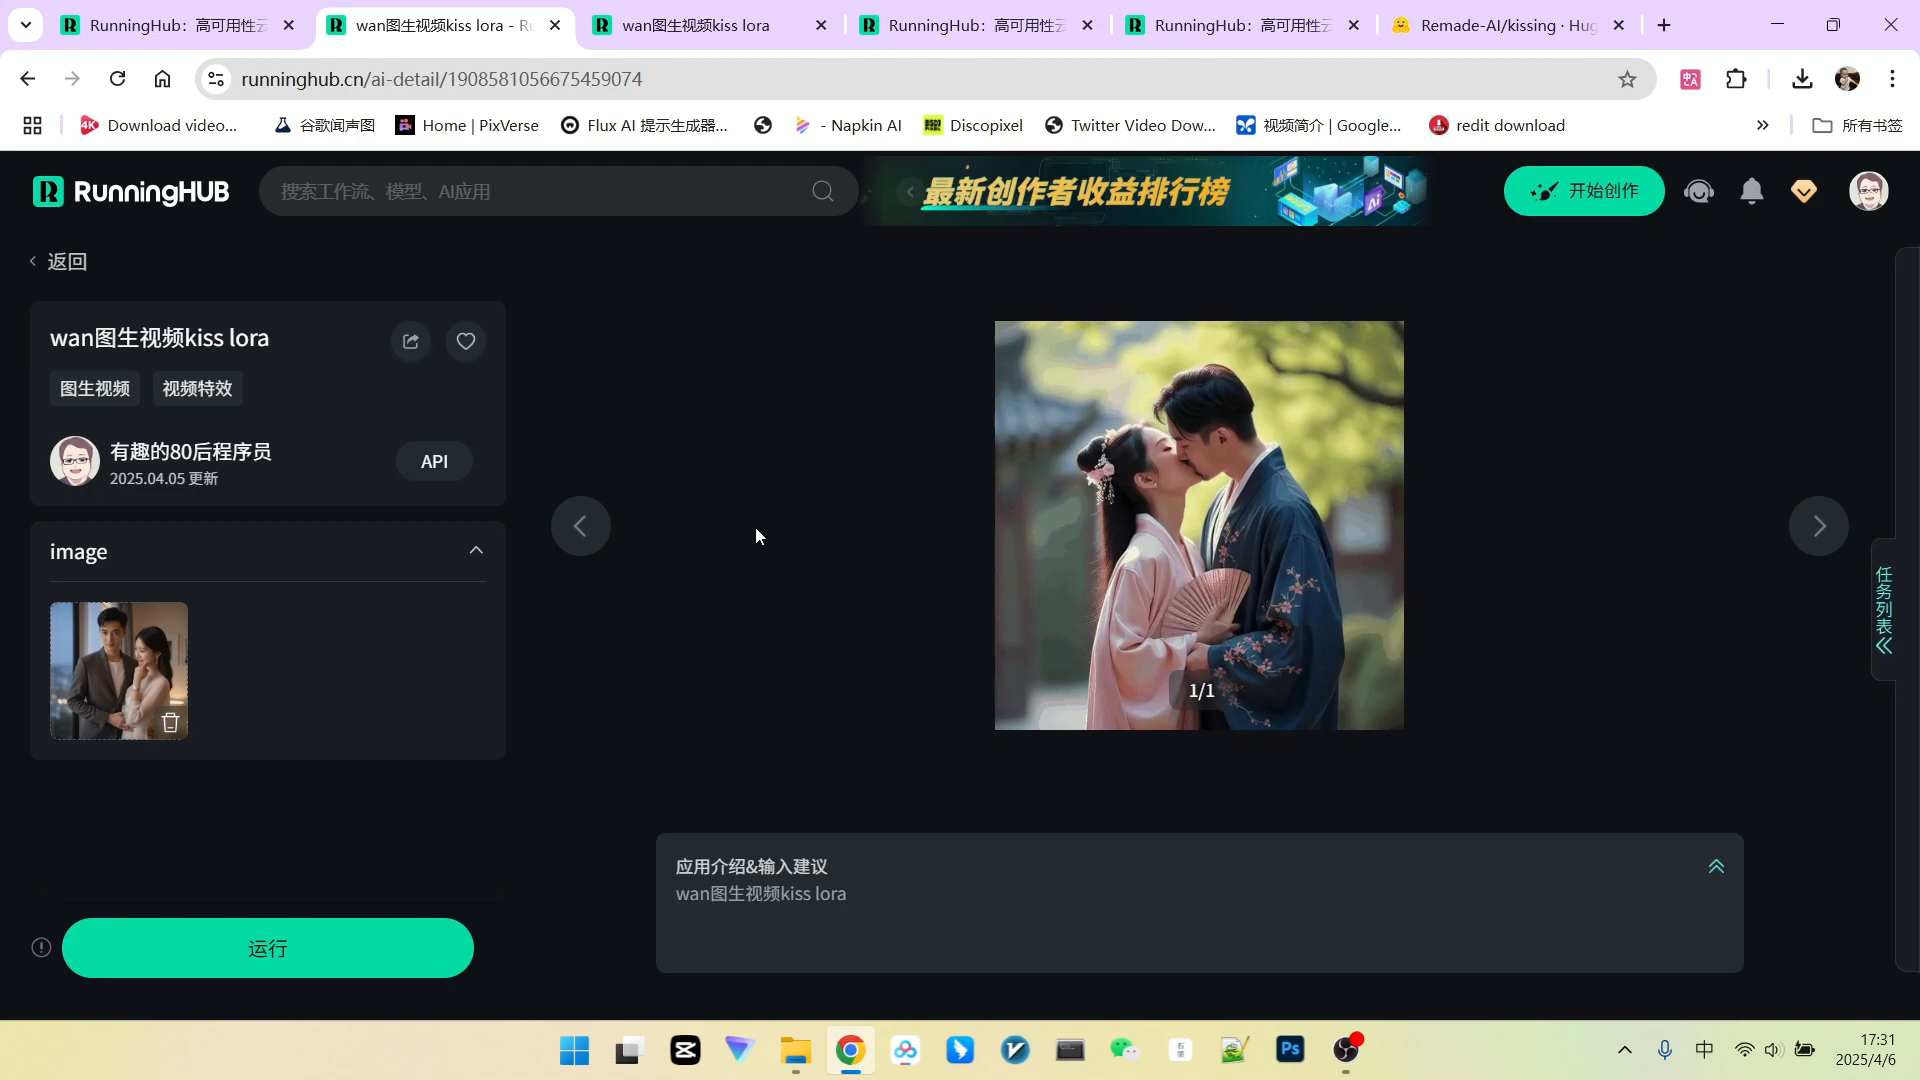 RunningHub：高可用性云
wan图生视频kiss lora - Ru
wan图生视频kiss lora
RunningHub：高可用性云
RunningHub：高可用性云
Remade-AI/kissing · Hug
runninghub.cn/ai-detail/1908581056675459074
Download video...
谷歌闻声图
Home | PixVerse
Flux AI 提示生成器...
- Napkin AI
Discopixel
Twitter Video Dow...
视频简介 | Google...
redit download
所有书签
RunningHUB
搜索工作流、模型、AI应用
最新创作者收益排行榜
开始创作
返回
wan图生视频kiss lora
图生视频
视频特效
有趣的80后程序员
2025.04.05 更新
API
image
1/1
任务列表
应用介绍&输入建议
wan图生视频kiss lora
运行
Ps
中
17:31
2025/4/6